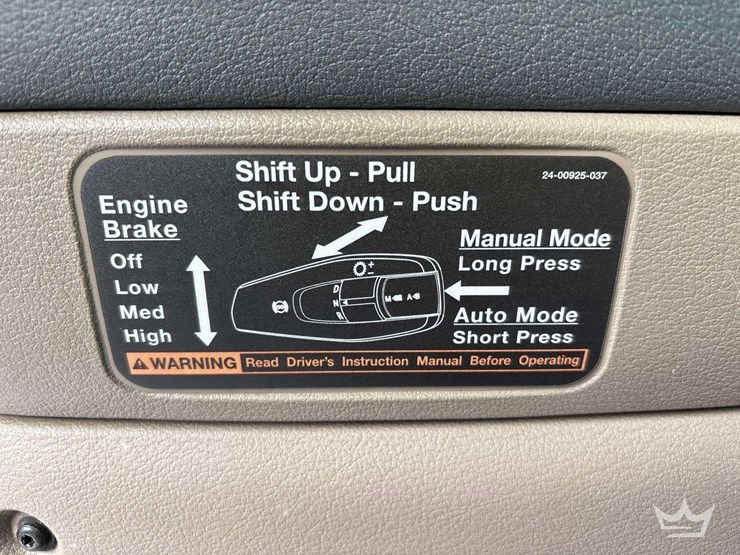 Shift Up - Pull
24-00925-037
Shift Down - Push
Engine
Brake
Off
Low
Med
High
Manual Mode
Long Press
Auto Mode
Short Press
+
-
D
N
R
M
A
WARNING Read Driver's Instruction Manual Before Operating